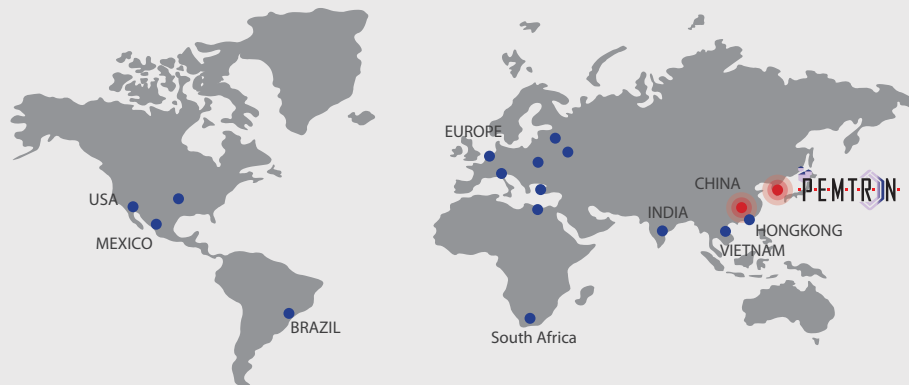 EUROPE
CHINA
PEMTRON
USA
INDIA
MEXICO
HONGKONG
VIETNAM
BRAZIL
South Africa